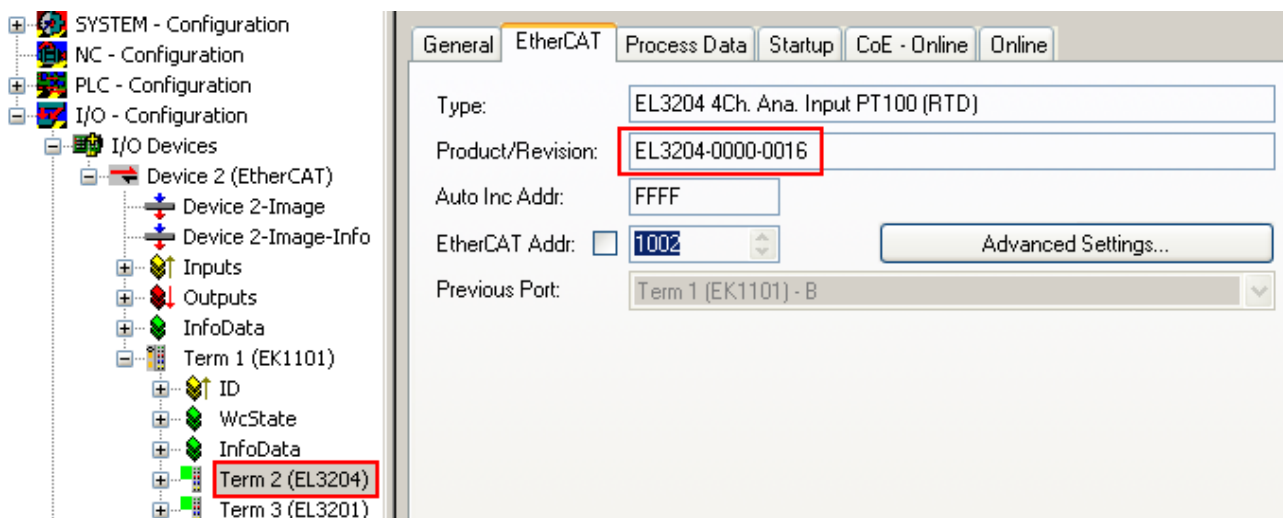 SYSTEM - Configuration
NC - Configuration
PLC - Configuration
I/O - Configuration
I/O Devices
Device 2 (EtherCAT)
Device 2-Image
Device 2-Image-Info
Inputs
Outputs
InfoData
Term 1 (EK1101)
ID
WcState
InfoData
Term 2 (EL3204)
Term 3 (EL3201)
General EtherCAT Process Data Startup CoE - Online Online
Type: EL3204 4Ch. Ana. Input PT100 (RTD)
Product/Revision: EL3204-0000-0016
Auto Inc Addr: FFFF
EtherCAT Addr: 1002 Advanced Settings...
Previous Port: Term 1 (EK1101) - B